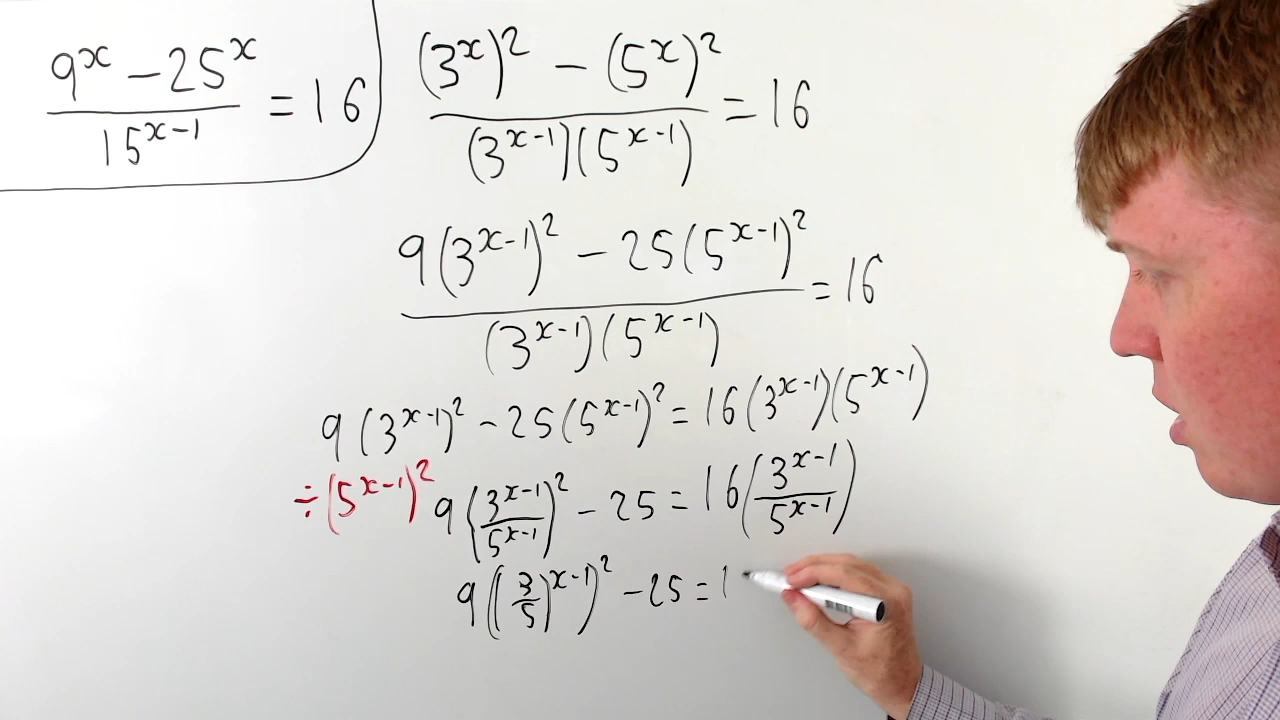 (9^x − 25^x)/(15^(x−1)) = 16
((3^x)² − (5^x)²)/((3^(x−1))(5^(x−1))) = 16
(9(3^(x−1))² − 25(5^(x−1))²)/((3^(x−1))(5^(x−1))) = 16
9(3^(x−1))² − 25(5^(x−1))² = 16(3^(x−1))(5^(x−1))
÷(5^(x−1))² 9(3^(x−1)/5^(x−1))² − 25 = 16(3^(x−1)/5^(x−1))
9((3/5)^(x−1))² − 25 = 1